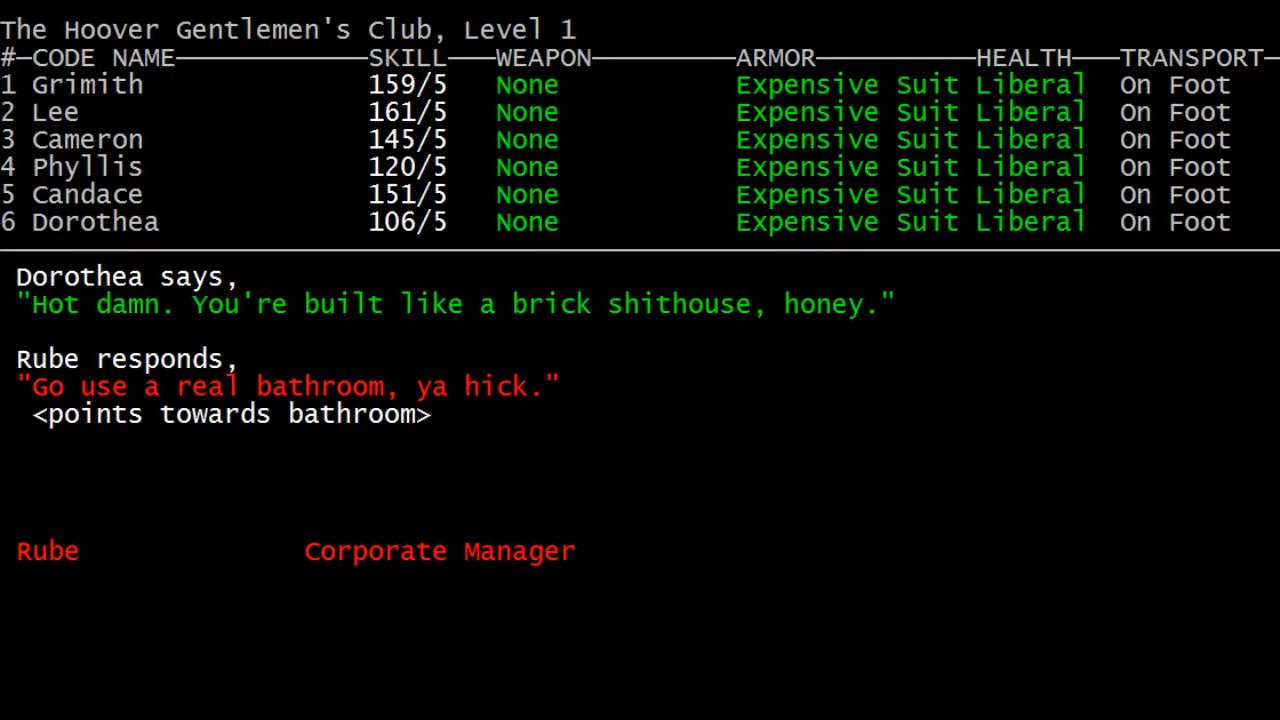 The Hoover Gentlemen's Club, Level 1
#—CODE NAME————————————SKILL———WEAPON—————————ARMOR——————————HEALTH———TRANSPORT—
1 Grimith 159/5 None Expensive Suit Liberal On Foot
2 Lee 161/5 None Expensive Suit Liberal On Foot
3 Cameron 145/5 None Expensive Suit Liberal On Foot
4 Phyllis 120/5 None Expensive Suit Liberal On Foot
5 Candace 151/5 None Expensive Suit Liberal On Foot
6 Dorothea 106/5 None Expensive Suit Liberal On Foot
Dorothea says,
"Hot damn. You're built like a brick shithouse, honey."
Rube responds,
"Go use a real bathroom, ya hick."
<points towards bathroom>
Rube Corporate Manager